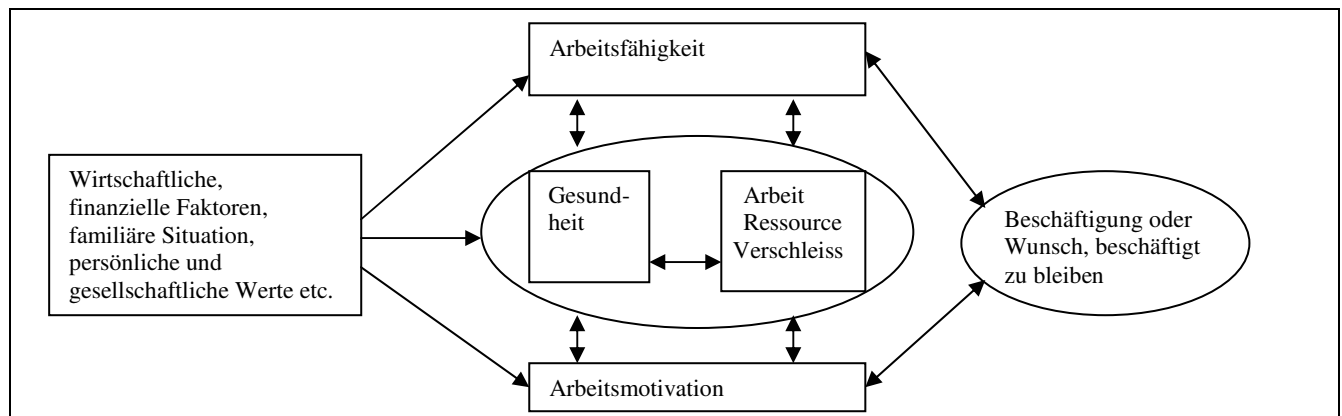 Arbeitsfähigkeit
Wirtschaftliche,
finanzielle Faktoren,
familiäre Situation,
persönliche und
gesellschaftliche Werte etc.
Gesund-
heit
Arbeit
Ressource
Verschleiss
Beschäftigung oder
Wunsch, beschäftigt
zu bleiben
Arbeitsmotivation